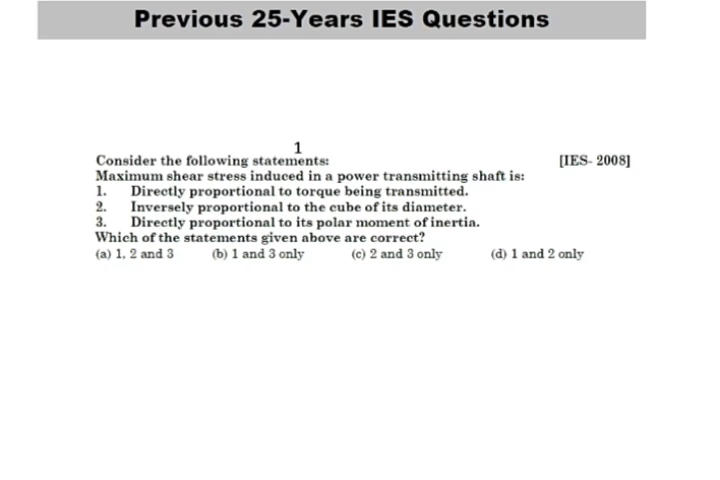 Previous 25-Years IES Questions
1
Consider the following statements: [IES- 2008]
Maximum shear stress induced in a power transmitting shaft is:
1. Directly proportional to torque being transmitted.
2. Inversely proportional to the cube of its diameter.
3. Directly proportional to its polar moment of inertia.
Which of the statements given above are correct?
(a) 1, 2 and 3 (b) 1 and 3 only (c) 2 and 3 only (d) 1 and 2 only